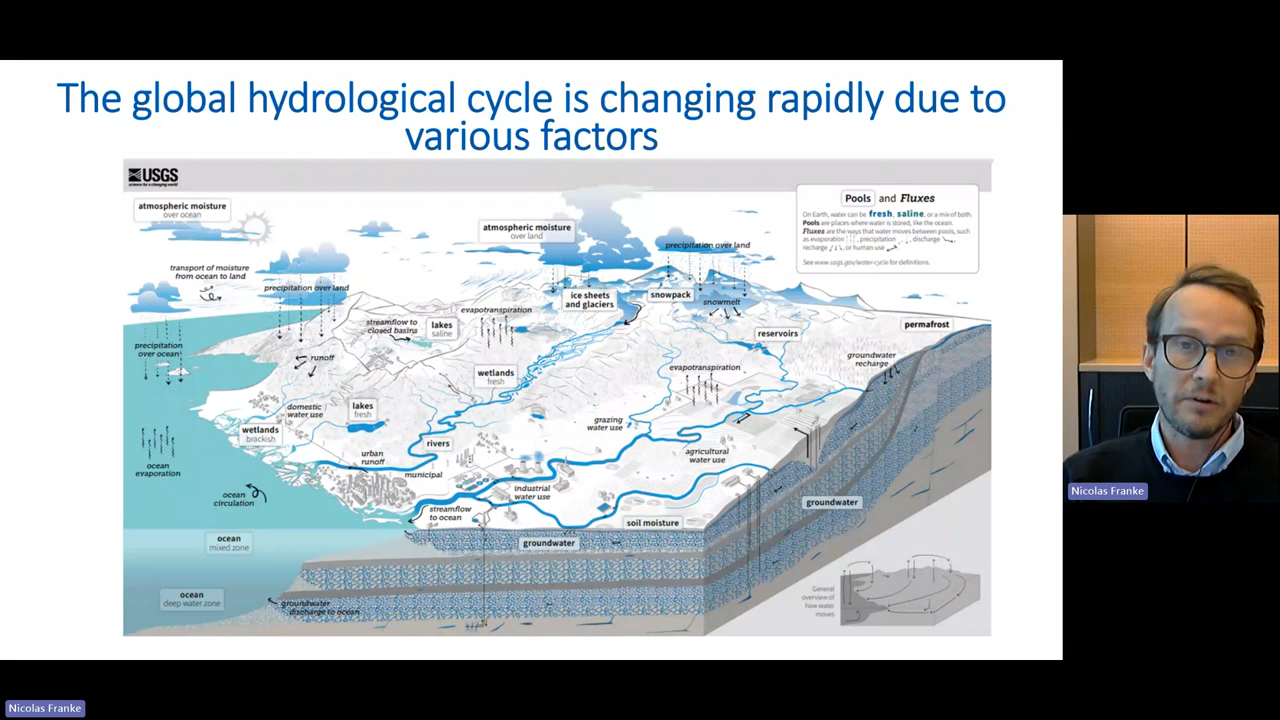 The global hydrological cycle is changing rapidly due to
various factors
USGS
science for a changing world
atmospheric moisture
over ocean
atmospheric moisture
over land
Pools and Fluxes
On Earth, water can be fresh, saline, or a mix of both.
Pools are places where water is stored, like the ocean.
Fluxes are the ways that water moves between pools, such
as evaporation, precipitation, discharge
recharge, or human use
See www.usgs.gov/water-cycle for definitions.
precipitation over land
transport of moisture
from ocean to land
precipitation over land
ice sheets
and glaciers
snowpack
snowmelt
evapotranspiration
streamflow to
closed basins
lakes
saline
reservoirs
permafrost
precipitation
over ocean
runoff
groundwater
recharge
wetlands
fresh
evapotranspiration
domestic
water use
lakes
fresh
grazing
water use
wetlands
brackish
rivers
urban
runoff
agricultural
water use
ocean
evaporation
municipal
industrial
water use
ocean
circulation
streamflow
to ocean
groundwater
soil moisture
ocean
mixed zone
groundwater
ocean
deep water zone
groundwater
discharge to ocean
General
overview of
how water
moves
Nicolas Franke
Nicolas Franke